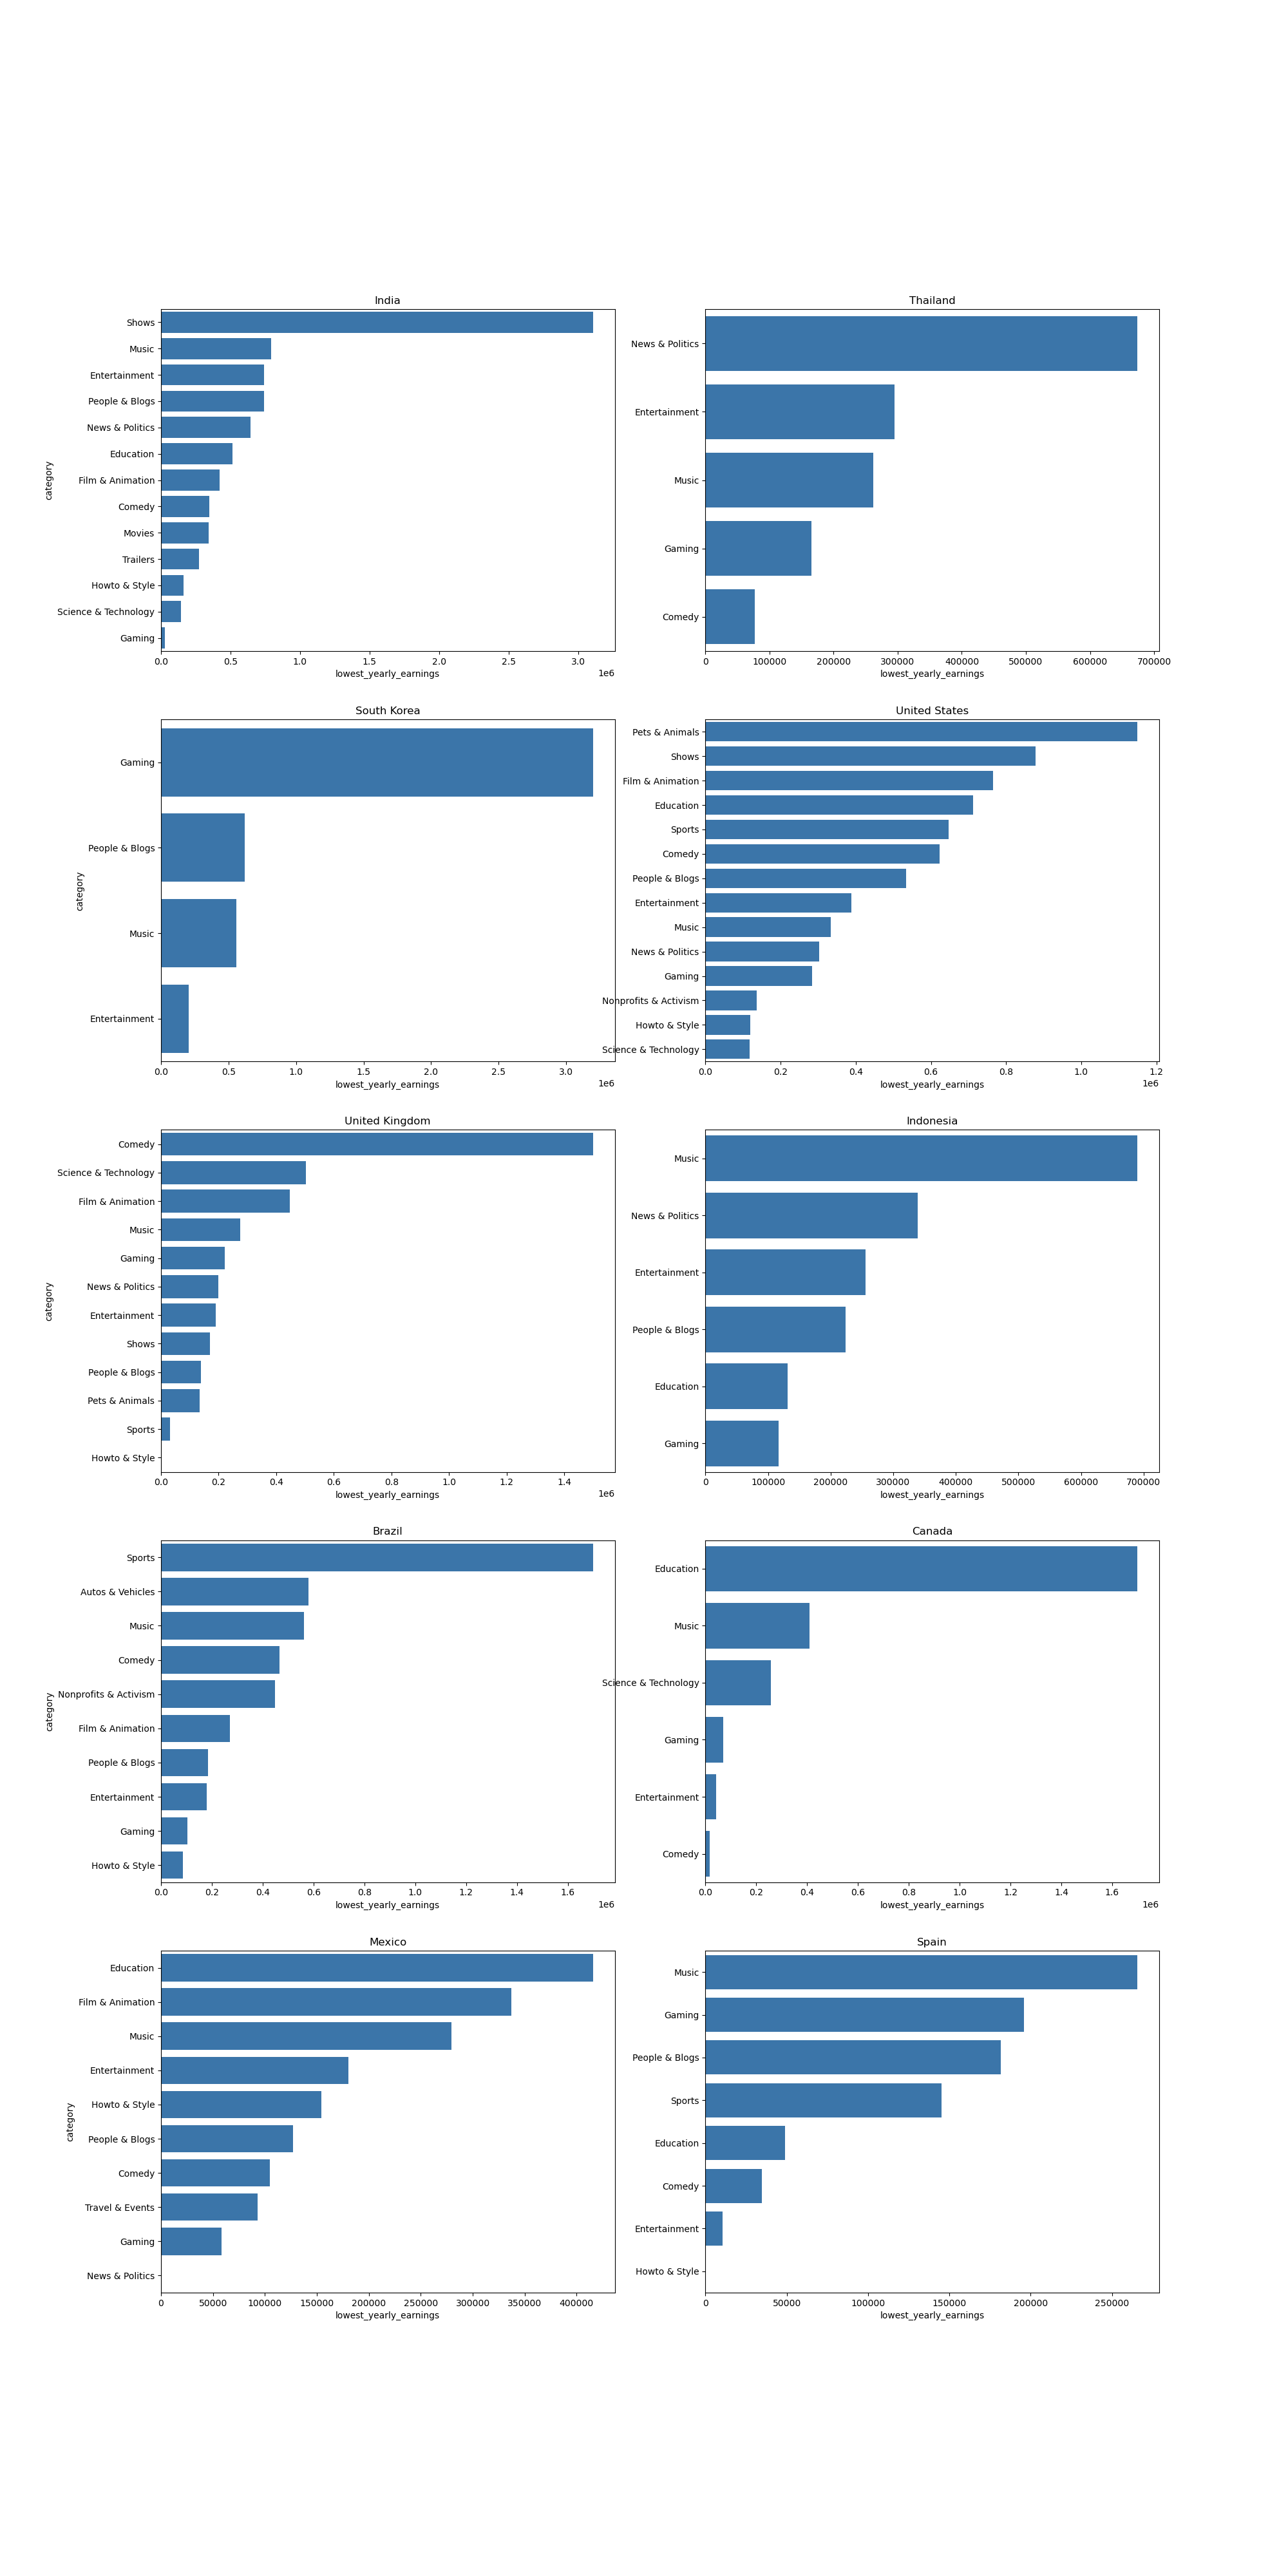 India
Shows
Music
Entertainment
People & Blogs
News & Politics
Education
Film & Animation
Comedy
Movies
Trailers
Howto & Style
Science & Technology
Gaming
category
0.0 0.5 1.0 1.5 2.0 2.5 3.0
1e6
lowest_yearly_earnings
Thailand
News & Politics
Entertainment
Music
Gaming
Comedy
0 100000 200000 300000 400000 500000 600000 700000
lowest_yearly_earnings
South Korea
Gaming
People & Blogs
Music
Entertainment
category
0.0 0.5 1.0 1.5 2.0 2.5 3.0
1e6
lowest_yearly_earnings
United States
Pets & Animals
Shows
Film & Animation
Education
Sports
Comedy
People & Blogs
Entertainment
Music
News & Politics
Gaming
Nonprofits & Activism
Howto & Style
Science & Technology
0.0 0.2 0.4 0.6 0.8 1.0 1.2
1e6
lowest_yearly_earnings
United Kingdom
Comedy
Science & Technology
Film & Animation
Music
Gaming
News & Politics
Entertainment
Shows
People & Blogs
Pets & Animals
Sports
Howto & Style
category
0.0 0.2 0.4 0.6 0.8 1.0 1.2 1.4
1e6
lowest_yearly_earnings
Indonesia
Music
News & Politics
Entertainment
People & Blogs
Education
Gaming
0 100000 200000 300000 400000 500000 600000 700000
lowest_yearly_earnings
Brazil
Sports
Autos & Vehicles
Music
Comedy
Nonprofits & Activism
Film & Animation
People & Blogs
Entertainment
Gaming
Howto & Style
category
0.0 0.2 0.4 0.6 0.8 1.0 1.2 1.4 1.6
1e6
lowest_yearly_earnings
Canada
Education
Music
Science & Technology
Gaming
Entertainment
Comedy
0.0 0.2 0.4 0.6 0.8 1.0 1.2 1.4 1.6
1e6
lowest_yearly_earnings
Mexico
Education
Film & Animation
Music
Entertainment
Howto & Style
People & Blogs
Comedy
Travel & Events
Gaming
News & Politics
category
0 50000 100000 150000 200000 250000 300000 350000 400000
lowest_yearly_earnings
Spain
Music
Gaming
People & Blogs
Sports
Education
Comedy
Entertainment
Howto & Style
0 50000 100000 150000 200000 250000
lowest_yearly_earnings